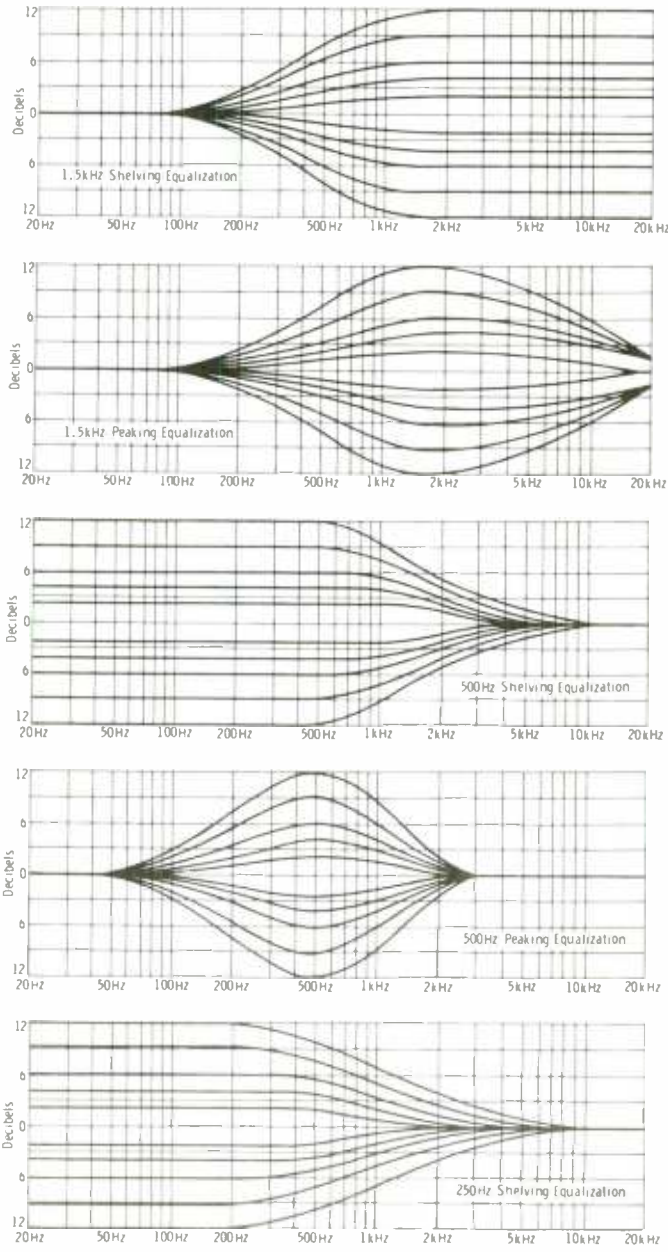 12
6
Decibels
0
6
1.5kHz Shelving Equalization
12
20Hz 50Hz 100Hz 200Hz 500Hz 1kHz 2kHz 5kHz 10kHz 20kHz
12
6
Decibels
0
6
1.5kHz Peaking Equalization
12
20Hz 50Hz 100Hz 200Hz 500Hz 1kHz 2kHz 5kHz 10kHz 20kHz
12
6
Decibels
0
6
500Hz Shelving Equalization
12
20Hz 50Hz 100Hz 200Hz 500Hz 1kHz 2kHz 5kHz 10kHz 20kHz
12
6
Decibels
0
6
500Hz Peaking Equalization
12
20Hz 50Hz 100Hz 200Hz 500Hz 1kHz 2kHz 5kHz 10kHz 20kHz
12
6
Decibels
0
6
250Hz Shelving Equalization
12
20Hz 50Hz 100Hz 200Hz 500Hz 1kHz 2kHz 5kHz 10kHz 20kHz